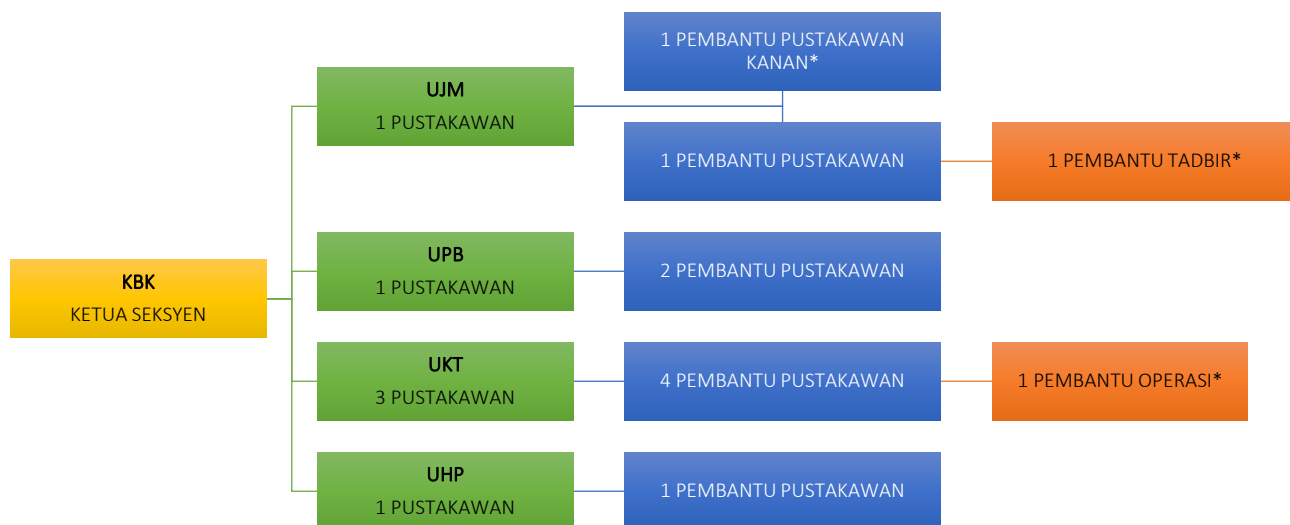 1 PEMBANTU PUSTAKAWAN
KANAN*
UJM
1 PUSTAKAWAN
1 PEMBANTU PUSTAKAWAN
1 PEMBANTU TADBIR*
UPB
1 PUSTAKAWAN
2 PEMBANTU PUSTAKAWAN
KBK
KETUA SEKSYEN
UKT
3 PUSTAKAWAN
4 PEMBANTU PUSTAKAWAN
1 PEMBANTU OPERASI*
UHP
1 PUSTAKAWAN
1 PEMBANTU PUSTAKAWAN